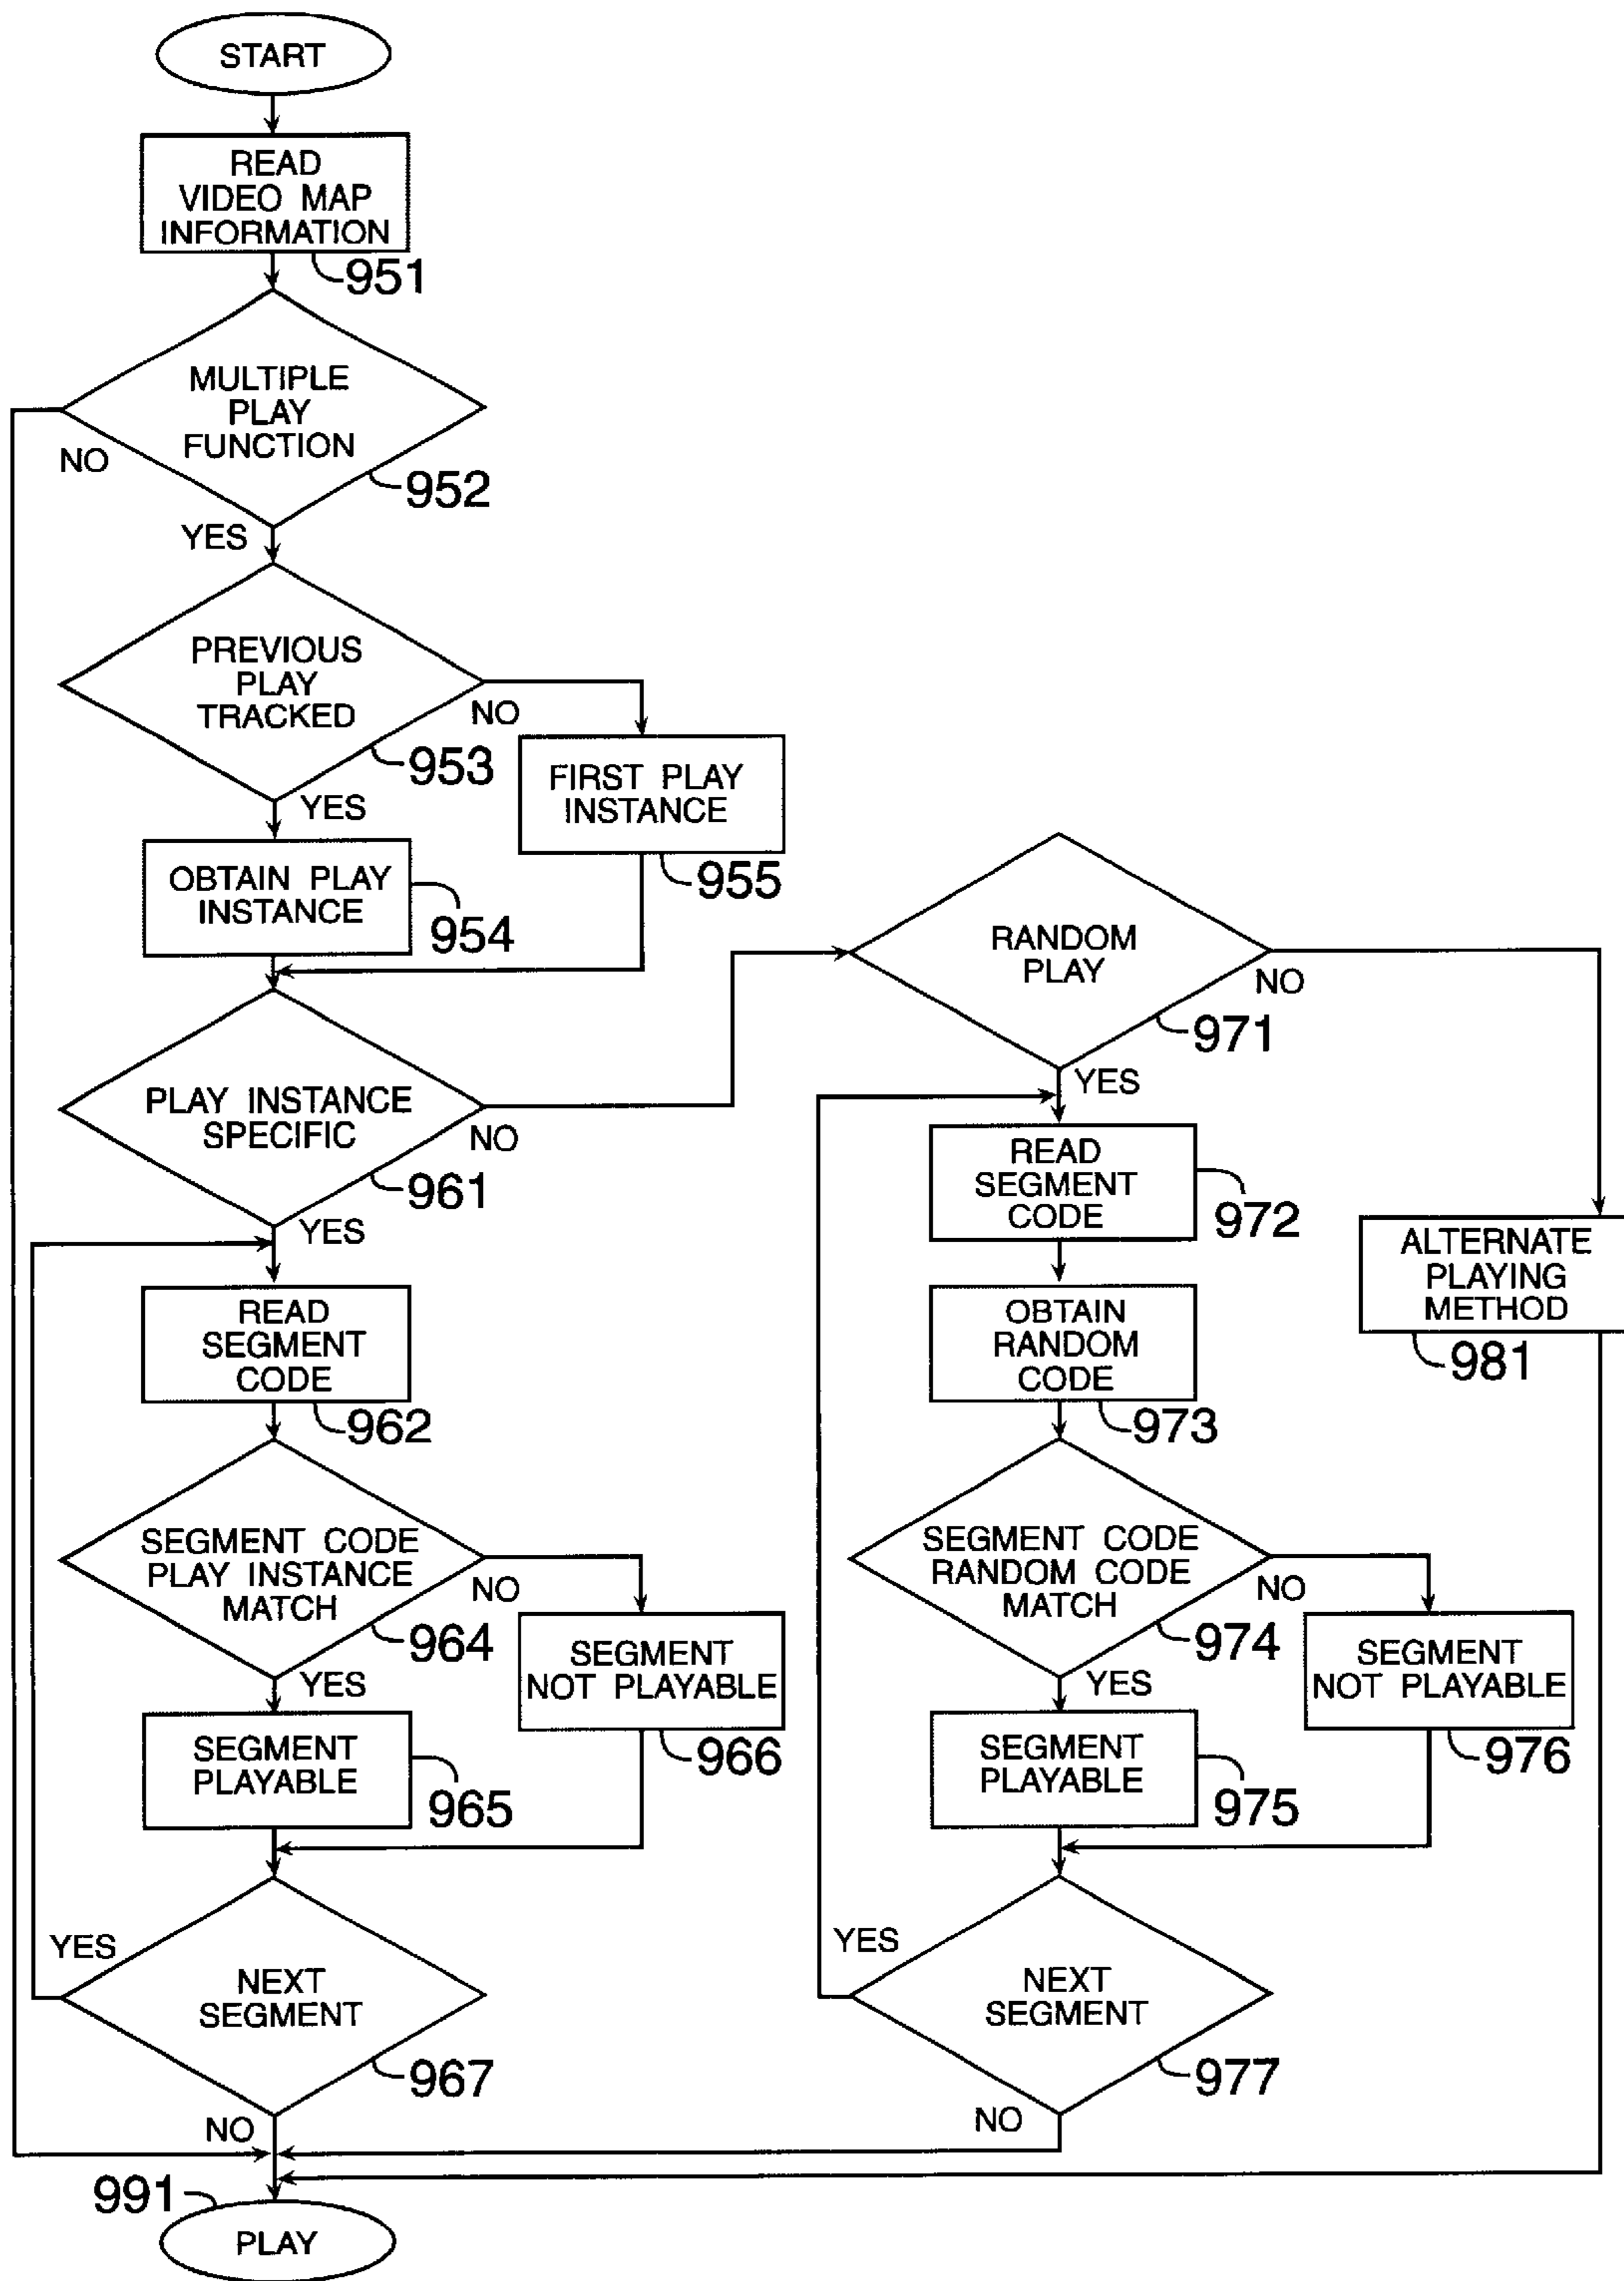 START
READ
VIDEO MAP
INFORMATION
951
MULTIPLE
PLAY
FUNCTION
NO
952
YES
PREVIOUS
PLAY
TRACKED
NO
953
YES
FIRST PLAY
INSTANCE
955
OBTAIN PLAY
INSTANCE
954
PLAY INSTANCE
SPECIFIC
NO
961
YES
READ
SEGMENT
CODE
962
SEGMENT CODE
PLAY INSTANCE
MATCH
NO
964
YES
SEGMENT
NOT PLAYABLE
966
SEGMENT
PLAYABLE
965
YES
NEXT
SEGMENT
967
NO
RANDOM
PLAY
NO
971
YES
READ
SEGMENT
CODE
972
OBTAIN
RANDOM
CODE
973
SEGMENT CODE
RANDOM CODE
MATCH
NO
974
YES
SEGMENT
NOT PLAYABLE
976
SEGMENT
PLAYABLE
975
YES
NEXT
SEGMENT
977
NO
ALTERNATE
PLAYING
METHOD
981
991
PLAY